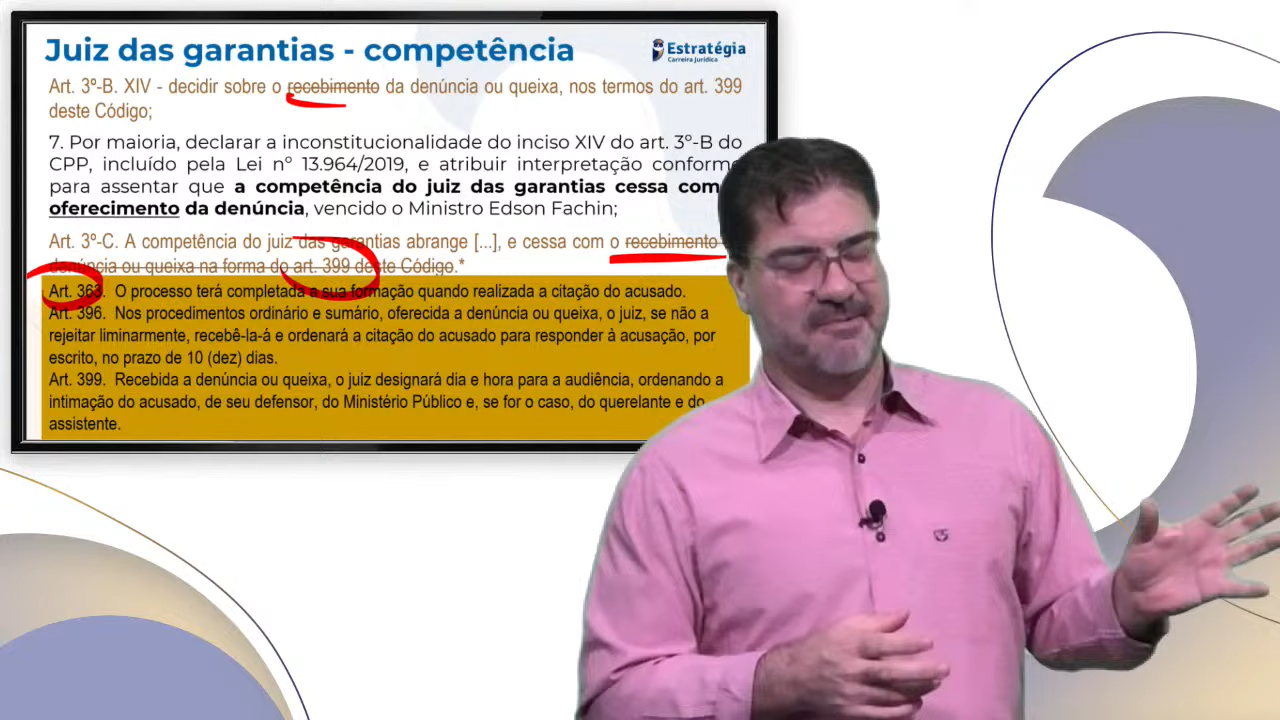 Juiz das garantias - competência
Estratégia
Carreira Jurídica
Art. 3º-B. XIV - decidir sobre o recebimento da denúncia ou queixa, nos termos do art. 399
deste Código;
7. Por maioria, declarar a inconstitucionalidade do inciso XIV do art. 3º-B do
CPP, incluído pela Lei nº 13.964/2019, e atribuir interpretação conforme
para assentar que a competência do juiz das garantias cessa com
oferecimento da denúncia, vencido o Ministro Edson Fachin;
Art. 3º-C. A competência do juiz das garantias abrange [...], e cessa com o recebimento
denúncia ou queixa na forma do art. 399 deste Código.*
Art. 363. O processo terá completada a sua formação quando realizada a citação do acusado.
Art. 396. Nos procedimentos ordinário e sumário, oferecida a denúncia ou queixa, o juiz, se não a
rejeitar liminarmente, recebê-la-á e ordenará a citação do acusado para responder à acusação, por
escrito, no prazo de 10 (dez) dias.
Art. 399. Recebida a denúncia ou queixa, o juiz designará dia e hora para a audiência, ordenando a
intimação do acusado, de seu defensor, do Ministério Público e, se for o caso, do querelante e do
assistente.